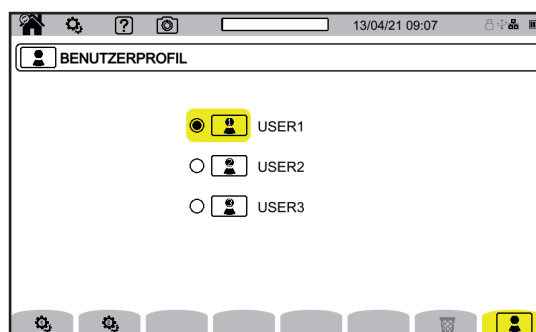 13/04/21 09:07
BENUTZERPROFIL
USER1
USER2
USER3